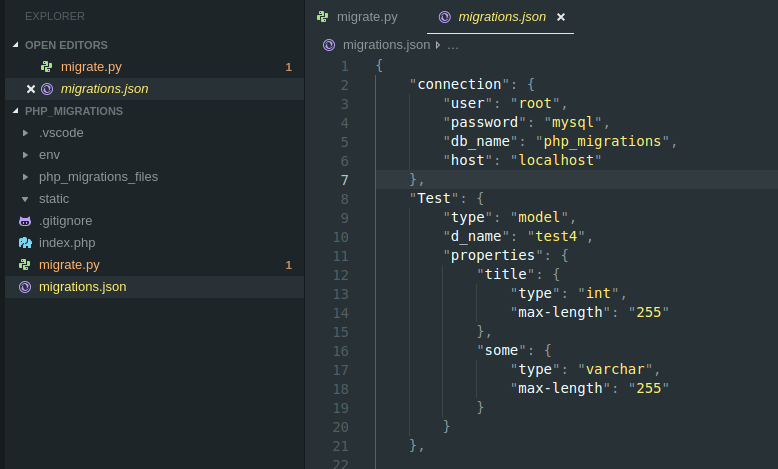 EXPLORER
OPEN EDITORS
migrate.py 1
migrations.json
PHP_MIGRATIONS
.vscode
env
php_migrations_files
static
.gitignore
index.php
migrate.py 1
migrations.json
migrate.py migrations.json
migrations.json ...
1 {
2 "connection": {
3 "user": "root",
4 "password": "mysql",
5 "db_name": "php_migrations",
6 "host": "localhost"
7 },
8 "Test": {
9 "type": "model",
10 "d_name": "test4",
11 "properties": {
12 "title": {
13 "type": "int",
14 "max-length": "255"
15 },
16 "some": {
17 "type": "varchar",
18 "max-length": "255"
19 }
20 }
21 },
22